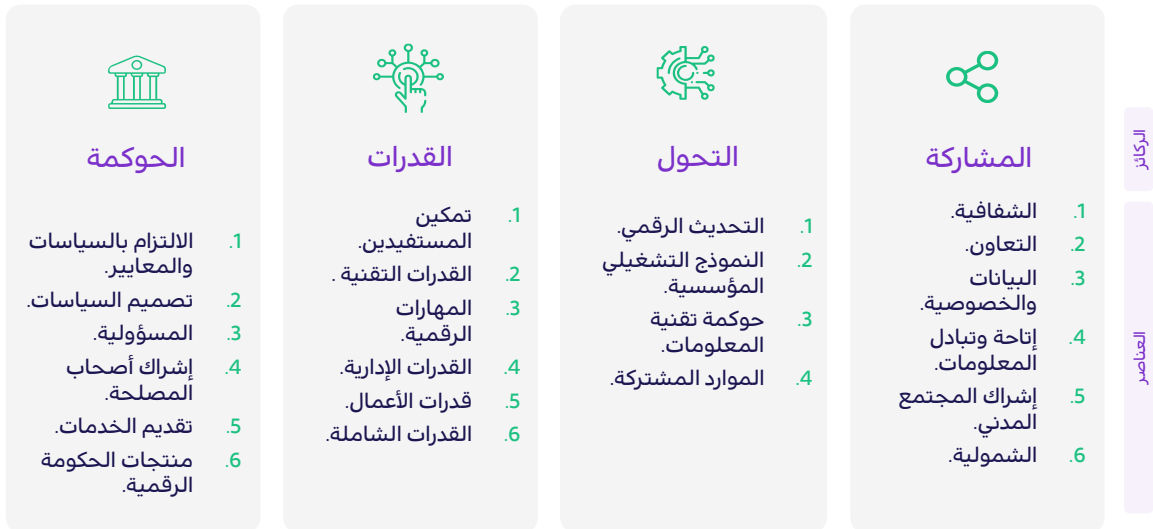 الركائز
العناصر
المشاركة
1. الشفافية.
2. التعاون.
3. البيانات
والخصوصية.
4. إتاحة وتبادل
المعلومات.
5. إشراك المجتمع
المدني.
6. الشمولية.
التحول
1. التحديث الرقمي.
2. النموذج التشغيلي
المؤسسية.
3. حوكمة تقنية
المعلومات.
4. الموارد المشتركة.
القدرات
1. تمكين
المستفيدين.
2. القدرات التقنية .
3. المهارات
الرقمية.
4. القدرات الإدارية.
5. قدرات الأعمال.
6. القدرات الشاملة.
الحوكمة
1. الالتزام بالسياسات
والمعايير.
2. تصميم السياسات.
3. المسؤولية.
4. إشراك أصحاب
المصلحة.
5. تقديم الخدمات.
6. منتجات الحكومة
الرقمية.